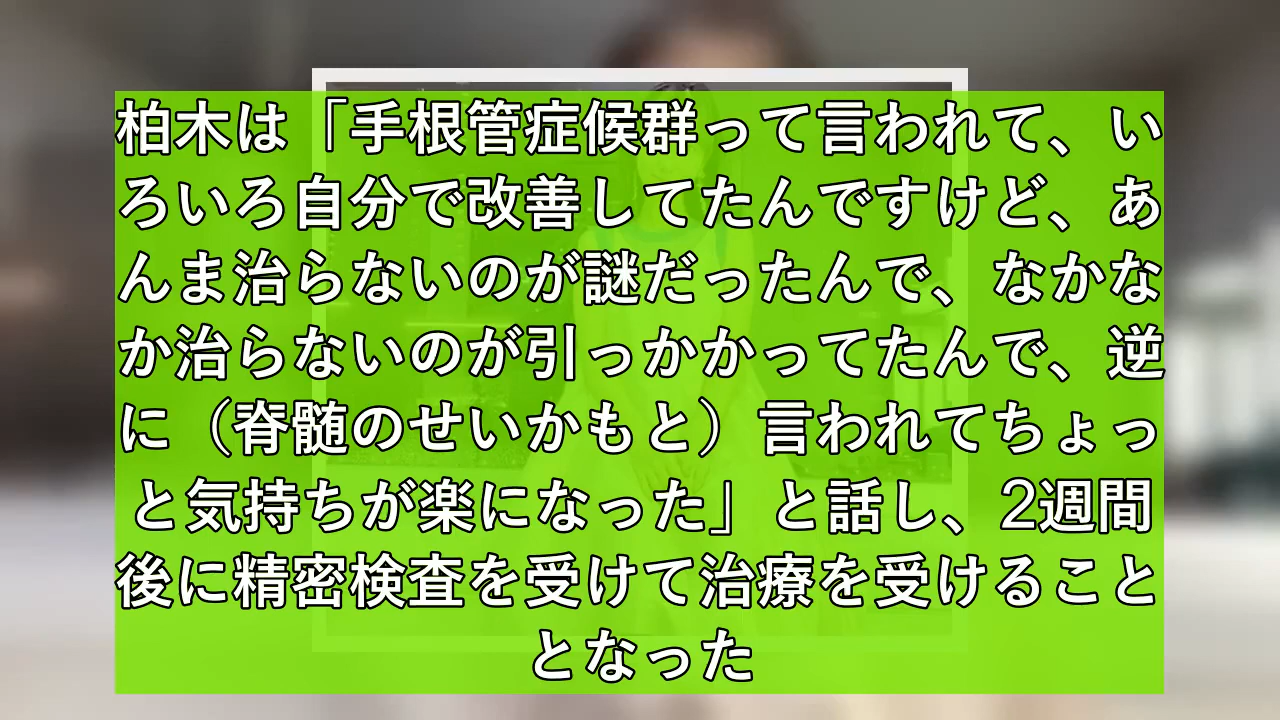 柏木は「手根管症候群って言われて、い
ろいろ自分で改善してたんですけど、あ
んま治らないのが謎だったんで、なかな
か治らないのが引っかかってたんで、逆
に（脊髄のせいかもと）言われてちょっ
と気持ちが楽になった」と話し、2週間
後に精密検査を受けて治療を受けること
となった